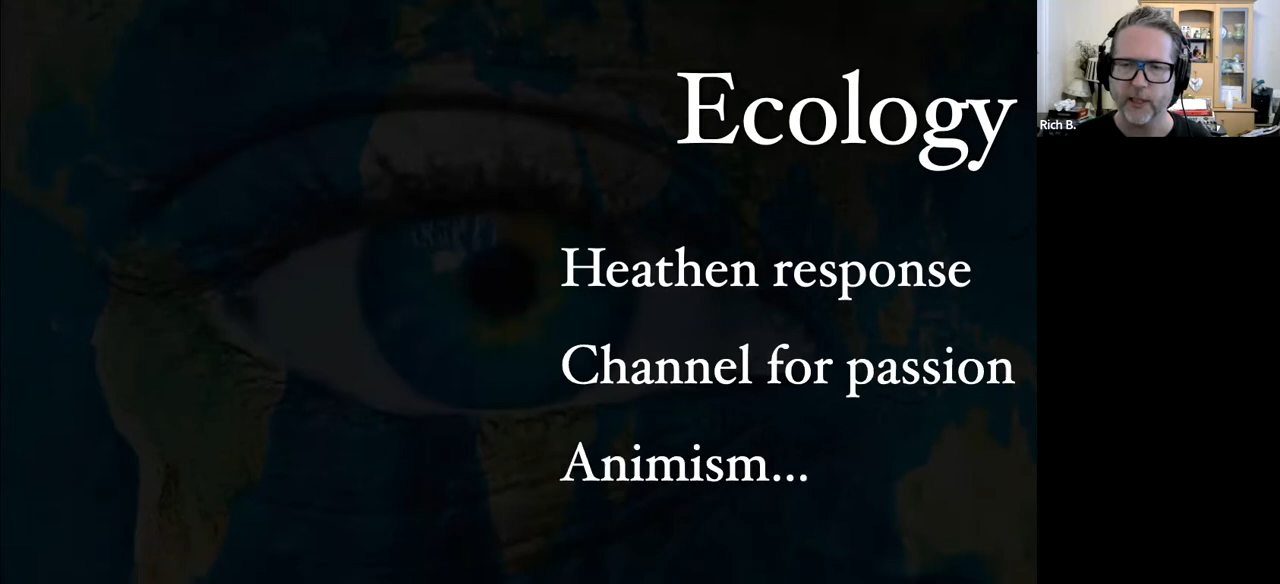 Ecology
Rich B.
Heathen response
Channel for passion
Animism...